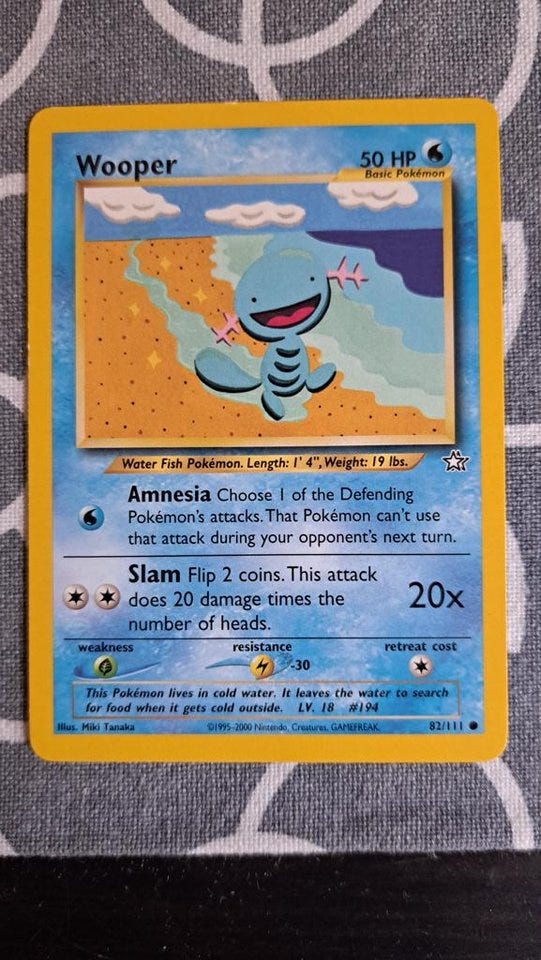 Wooper
50 HP
Basic Pokémon
Water Fish Pokémon. Length: 1' 4", Weight: 19 lbs.
Amnesia Choose 1 of the Defending
Pokémon's attacks. That Pokémon can't use
that attack during your opponent's next turn.
Slam Flip 2 coins. This attack
does 20 damage times the
number of heads.
20x
weakness
resistance
retreat cost
-30
This Pokémon lives in cold water. It leaves the water to search
for food when it gets cold outside. LV. 18 #194
Illus. Miki Tanaka
©1995-2000 Nintendo, Creatures, GAMEFREAK.
82/111